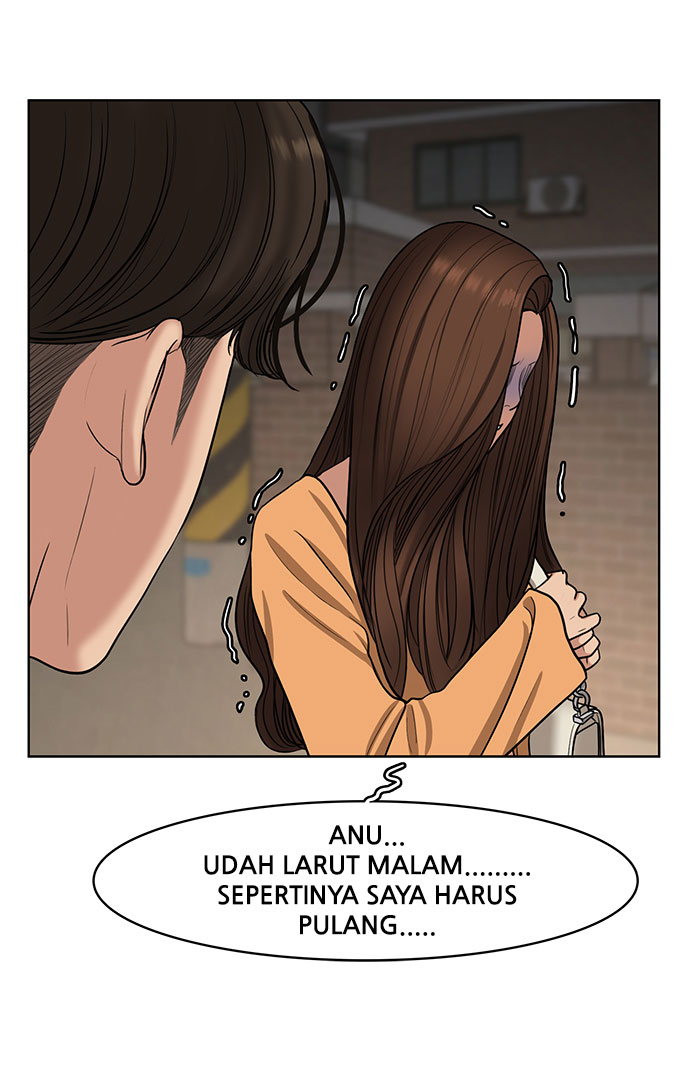 ANU...
UDAH LARUT MALAM.........
SEPERTINYA SAYA HARUS
PULANG.....